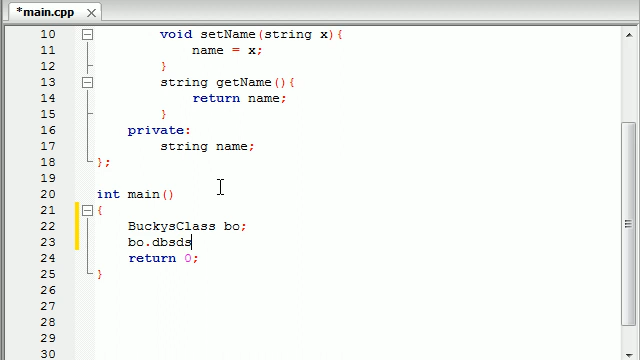 *main.cpp
10 void setName(string x){
11 name = x;
12 }
13 string getName(){
14 return name;
15 }
16 private:
17 string name;
18 };
19
20 int main()
21 {
22 BuckysClass bo;
23 bo.dbsds
24 return 0;
25 }
26
27
28
29
30